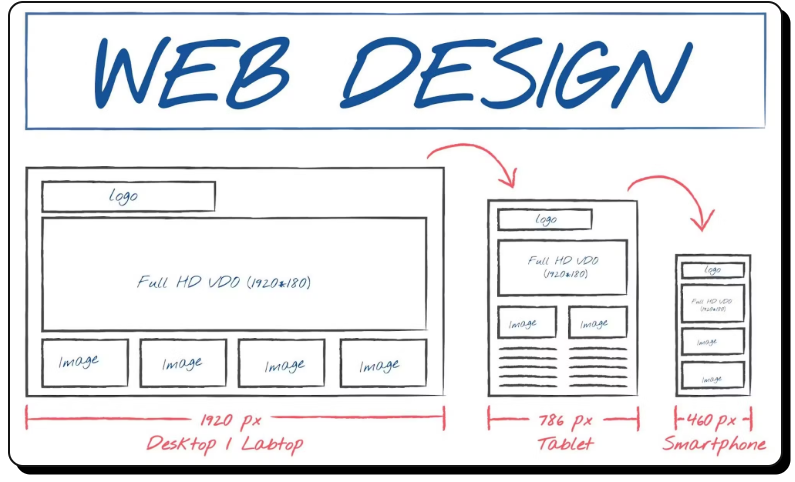 WEB DESIGN
Logo
Full HD VDO (1920*180)
Image Image Image Image
1920 px
Desktop / Labtop
Logo
Full HD VDO
(1920*180)
Image Image
786 px
Tablet
Logo
Full HD VDO
(1920*180)
Image
Image
460 px
Smartphone